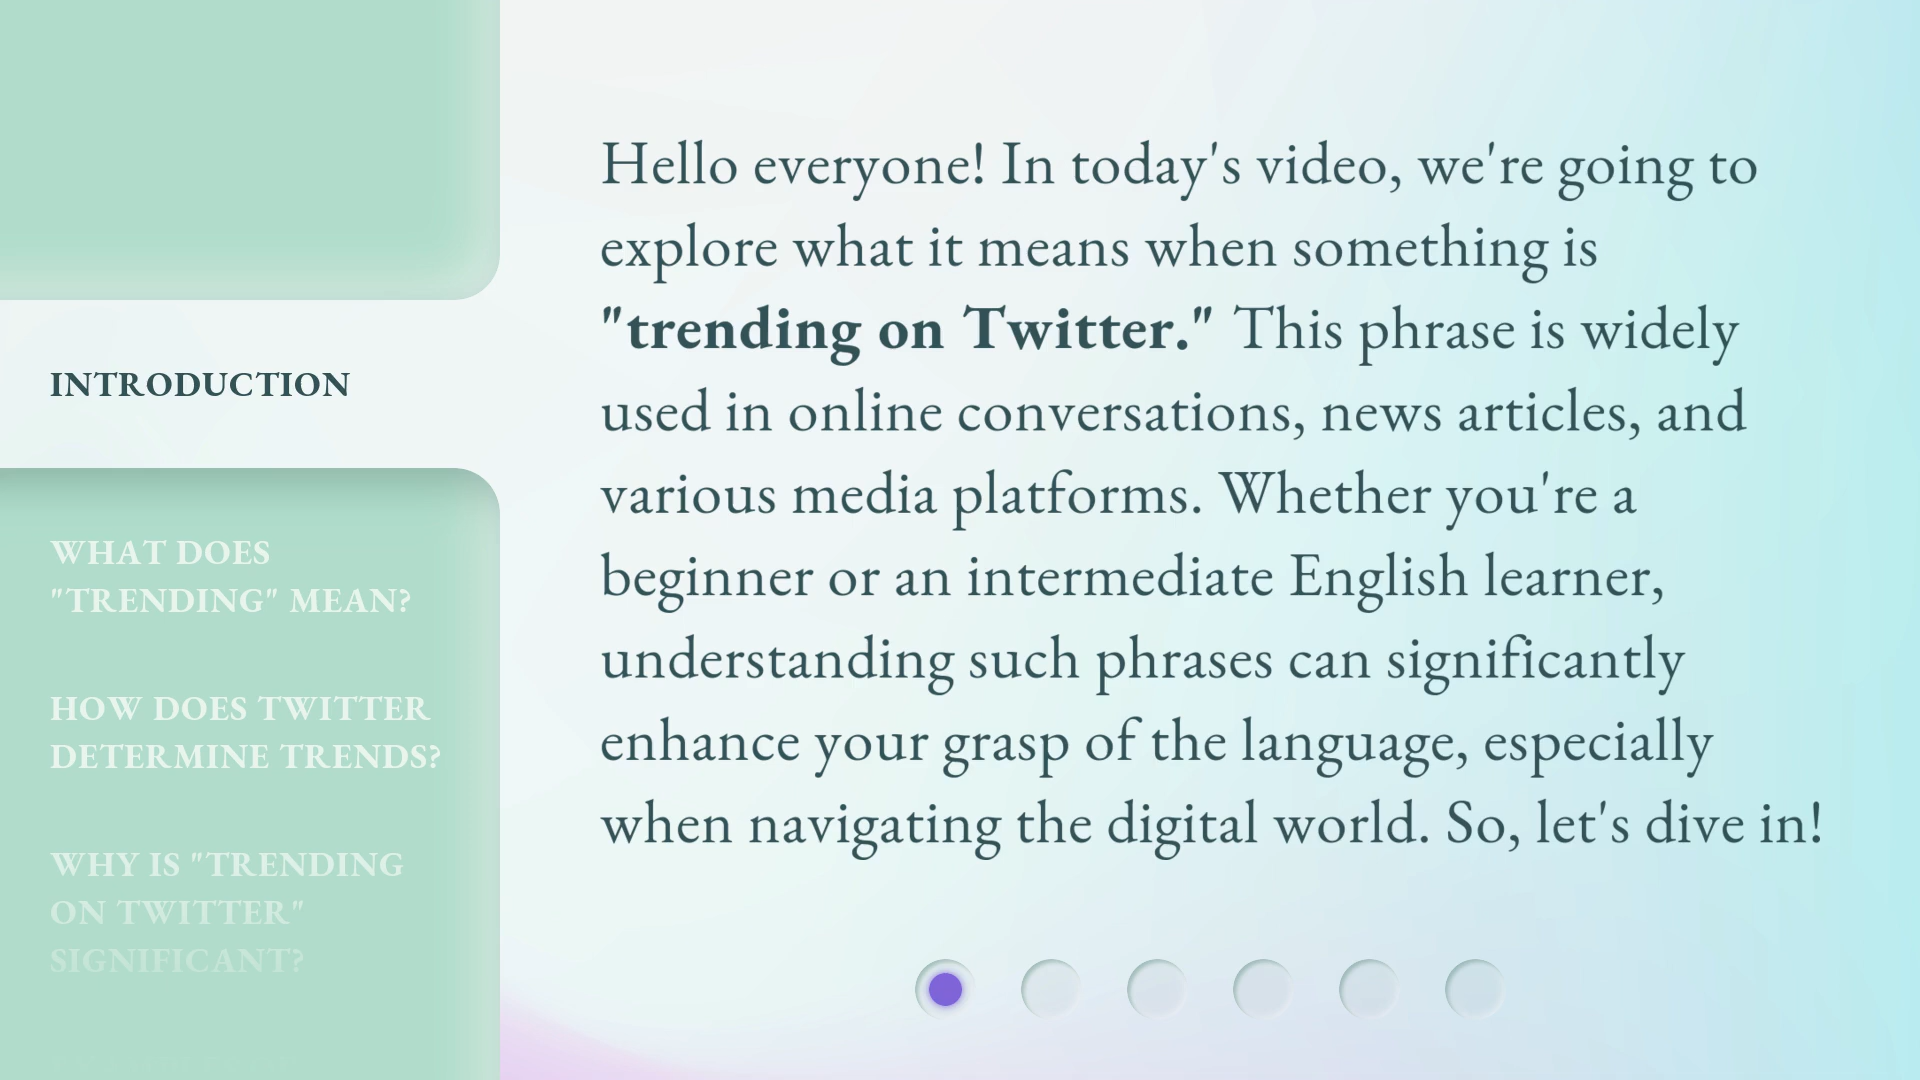 INTRODUCTION
WHAT DOES
"TRENDING" MEAN?
HOW DOES TWITTER
DETERMINE TRENDS?
WHY IS "TRENDING
ON TWITTER"
SIGNIFICANT?
Hello everyone! In today's video, we're going to
explore what it means when something is
"trending on Twitter." This phrase is widely
used in online conversations, news articles, and
various media platforms. Whether you're a
beginner or an intermediate English learner,
understanding such phrases can significantly
enhance your grasp of the language, especially
when navigating the digital world. So, let's dive in!